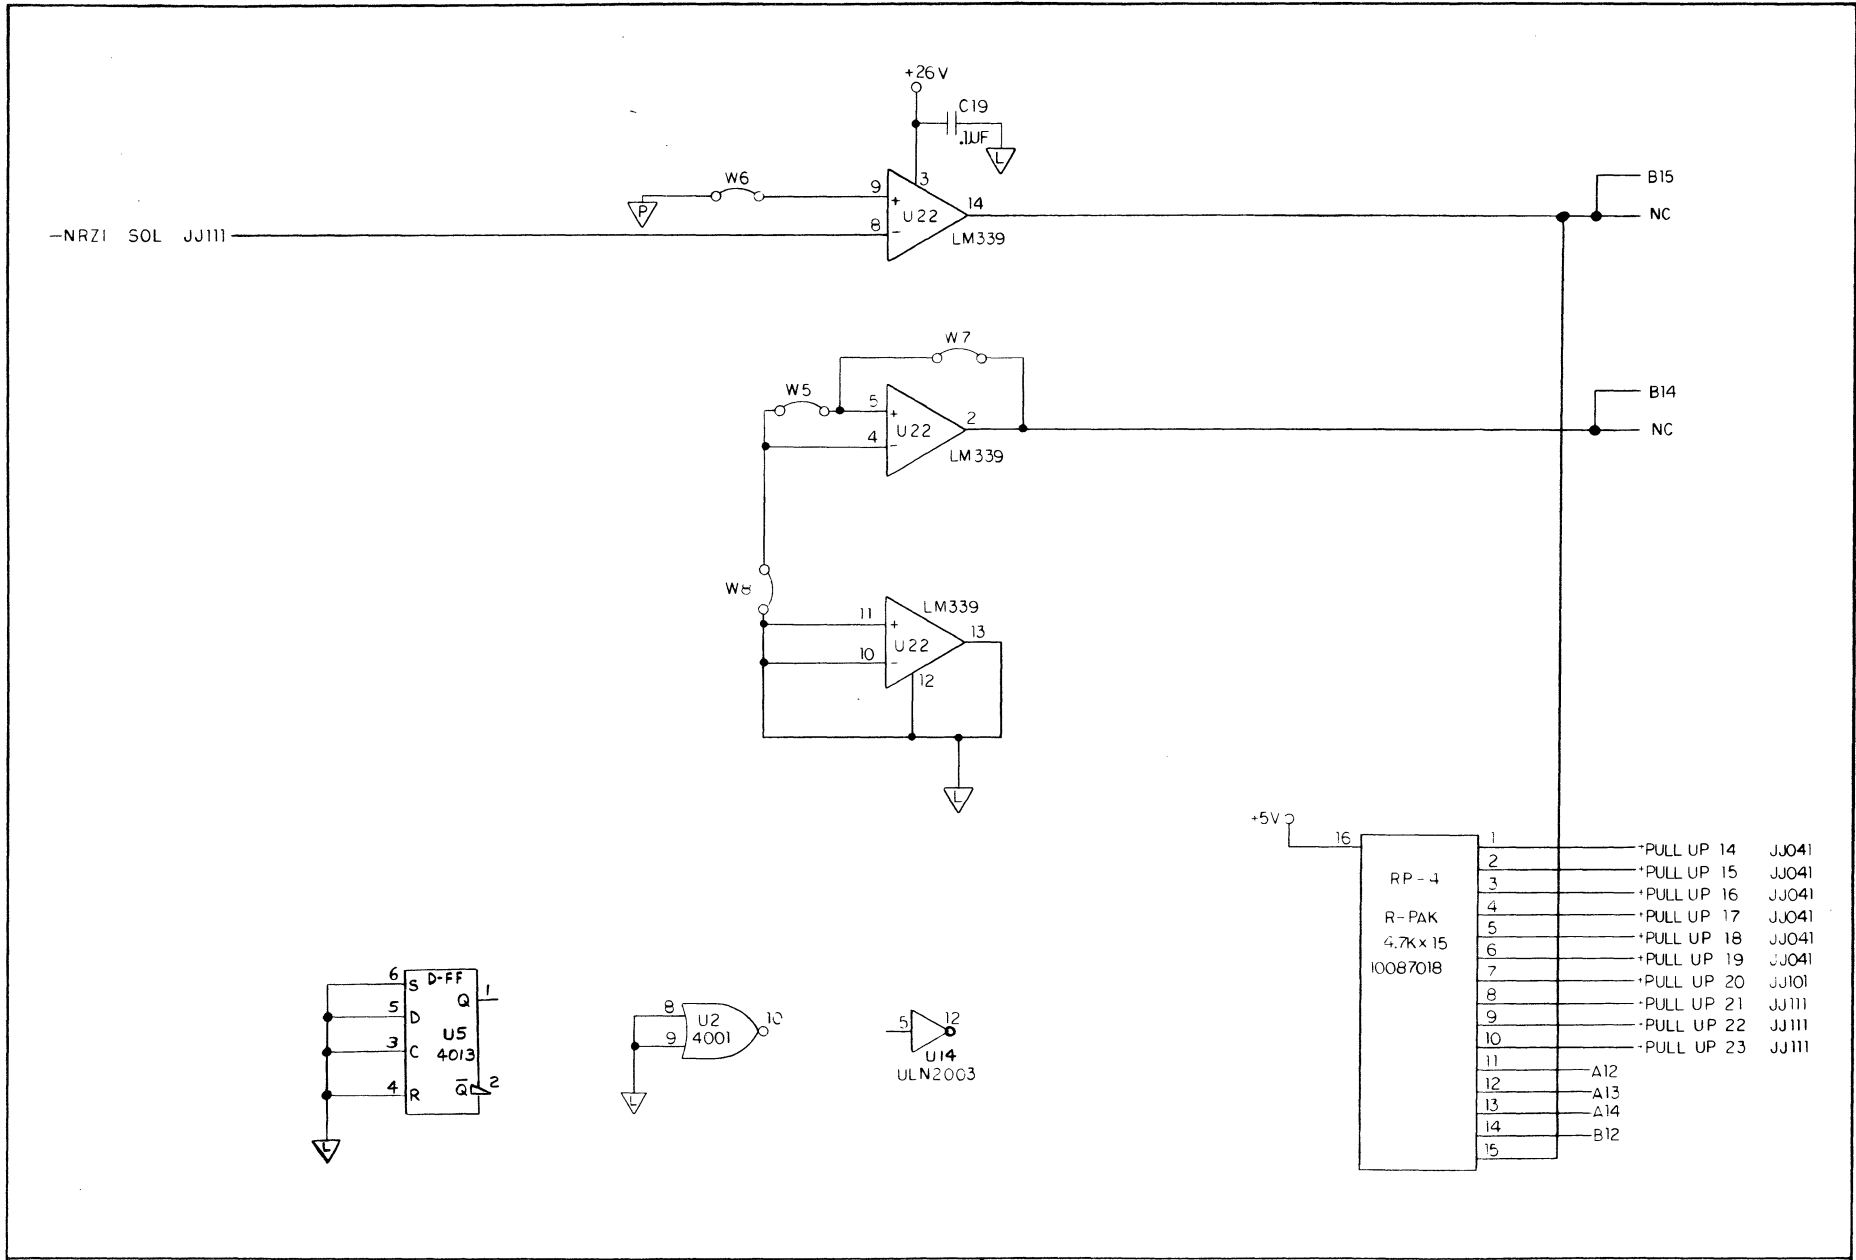 +26V
C19
.1UF
L
W6
9
+
3
U22
14
8
−
LM339
P
−NRZI SOL JJ111
B15
NC
W7
W5
5
+
U22
2
4
−
LM339
B14
NC
W8
LM339
11
+
U22
13
10
−
12
L
+5V
16
RP-4
R-PAK
4.7K x 15
10087018
1 +PULL UP 14 JJ041
2 +PULL UP 15 JJ041
3 +PULL UP 16 JJ041
4 +PULL UP 17 JJ041
5 +PULL UP 18 JJ041
6 +PULL UP 19 JJ041
7 +PULL UP 20 JJ101
8 +PULL UP 21 JJ111
9 +PULL UP 22 JJ111
10 +PULL UP 23 JJ111
11 A12
12 A13
13 A14
14 B12
15
6 S D-FF
Q 1
5 D
U5
3 C 4013
4 R Q̅ 2
L
8 U2 10
9 4001
L
5 12
U14
ULN2003